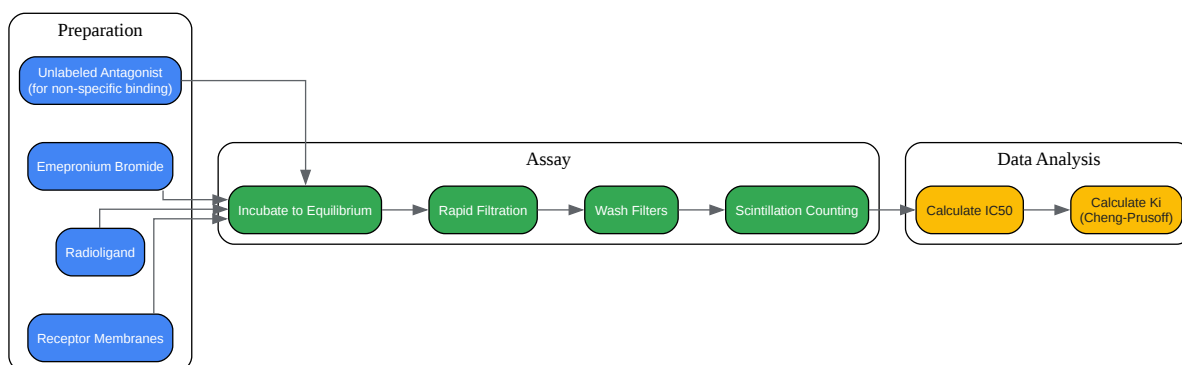 Preparation
Unlabeled Antagonist
(for non-specific binding)
Emepronium Bromide
Radioligand
Receptor Membranes
Assay
Incubate to Equilibrium
Rapid Filtration
Wash Filters
Scintillation Counting
Data Analysis
Calculate IC50
Calculate Ki
(Cheng-Prusoff)